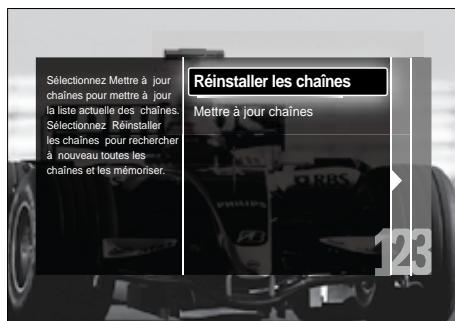 Sélectionnez Mettre à jour
chaînes pour mettre à jour
la liste actuelle des chaînes.
Sélectionnez Réinstaller
les chaînes pour rechercher
à nouveau toutes les
chaînes et les mémoriser.
Réinstaller les chaînes
Mettre à jour chaînes
RBS
PHILIPS
123